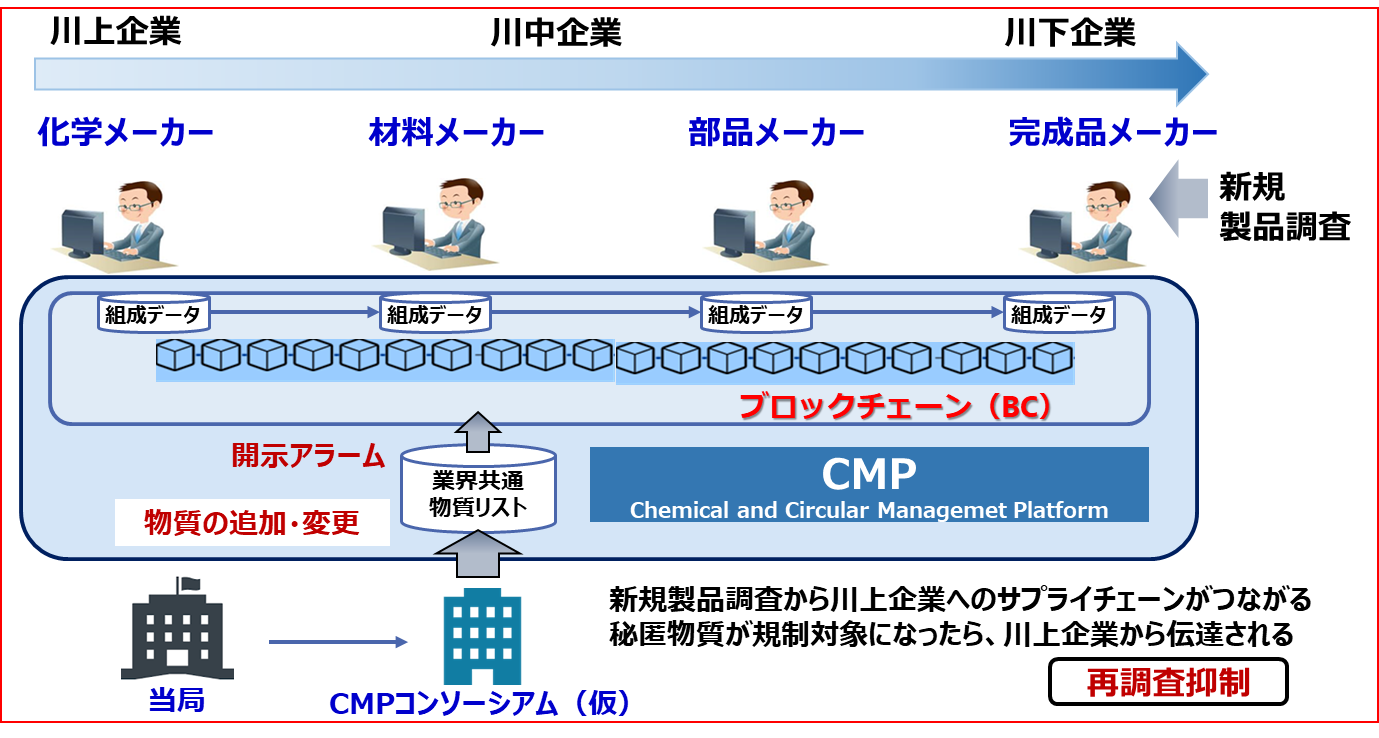 川上企業
川中企業
川下企業
化学メーカー
材料メーカー
部品メーカー
完成品メーカー
新規
製品調査
組成データ
組成データ
組成データ
組成データ
ブロックチェーン（BC）
開示アラーム
業界共通
物質リスト
物質の追加・変更
CMP
Chemical and Circular Managemet Platform
新規製品調査から川上企業へのサプライチェーンがつながる
秘匿物質が規制対象になったら、川上企業から伝達される
再調査抑制
当局
CMPコンソーシアム（仮）